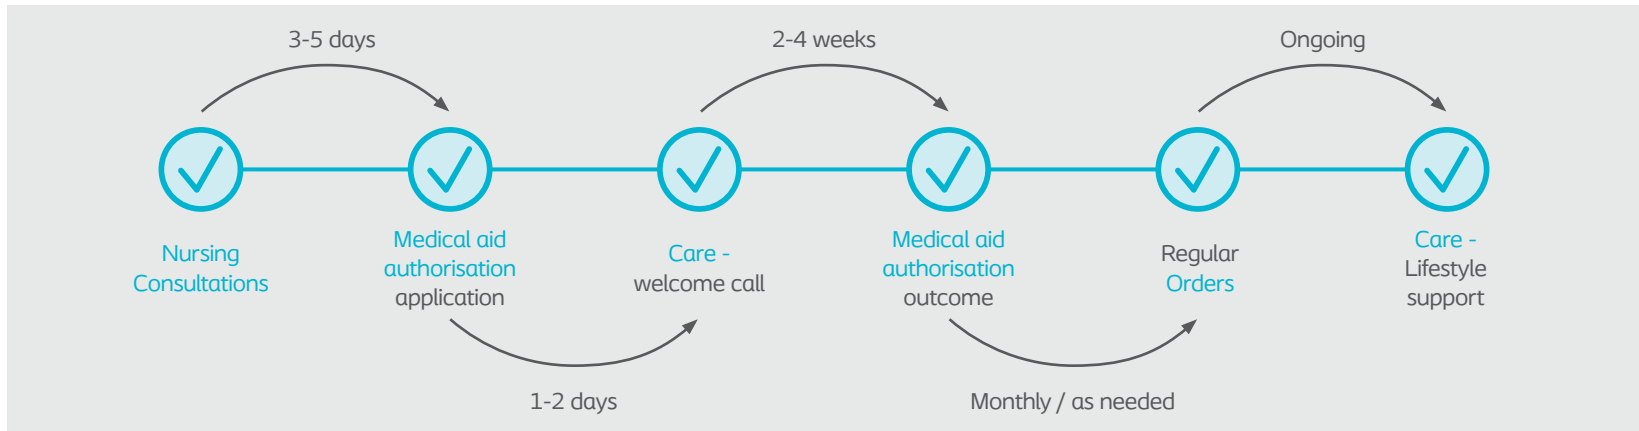 3-5 days
2-4 weeks
Ongoing
Nursing
Consultations
Medical aid
authorisation
application
Care -
welcome call
Medical aid
authorisation
outcome
Regular
Orders
Care -
Lifestyle
support
1-2 days
Monthly / as needed